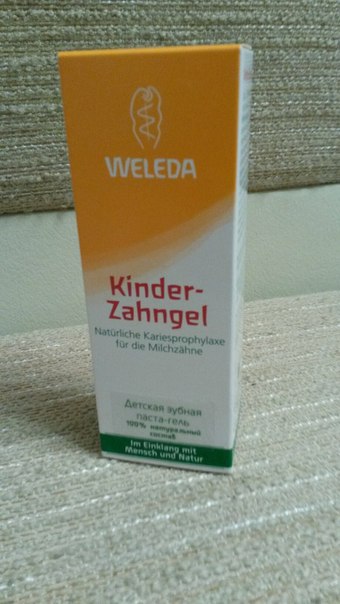 WELEDA
Kinder-
Zahngel
Natürliche Kariesprophylaxe
für die Milchzähne
Детская зубная
паста-гель
100% натуральный
состав
Im Einklang mit
Mensch und Natur